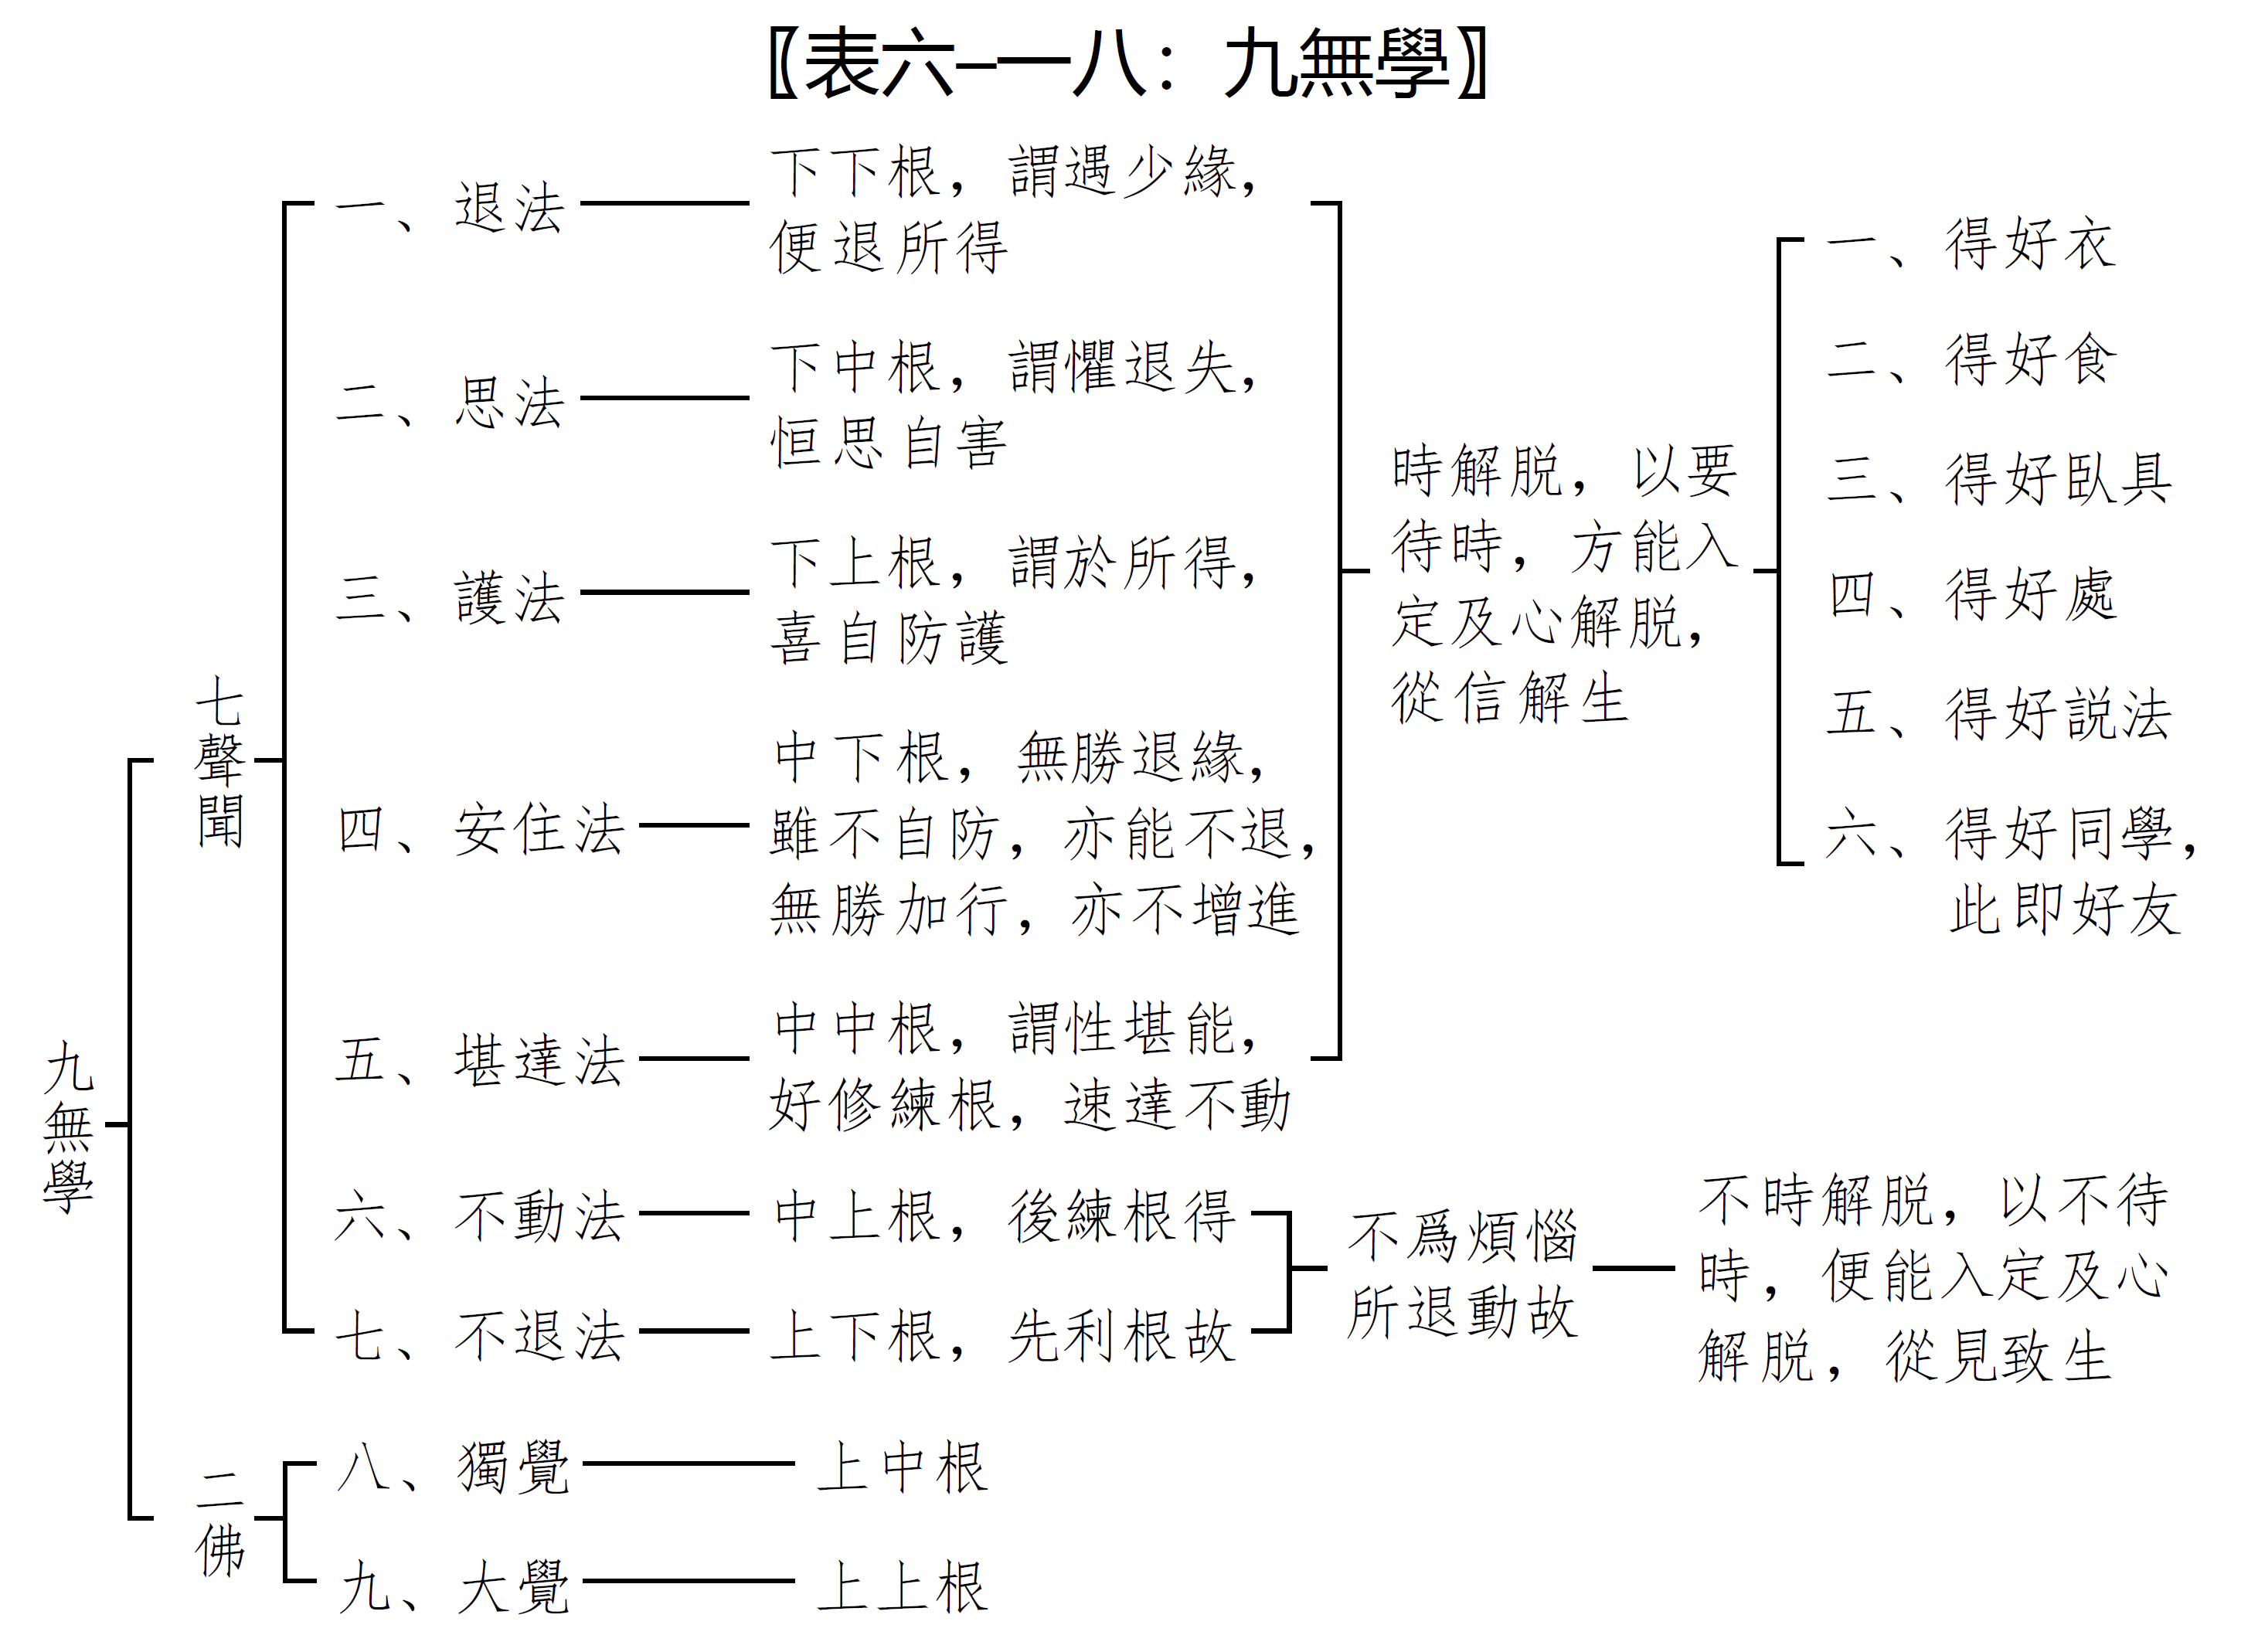 〖表六–一八：九無學〗
九無學
七聲聞
一、退法
下下根，謂遇少緣，
便退所得
二、思法
下中根，謂懼退失，
恒思自害
三、護法
下上根，謂於所得，
喜自防護
四、安住法
中下根，無勝退緣，
雖不自防，亦能不退，
無勝加行，亦不增進
五、堪達法
中中根，謂性堪能，
好修練根，速達不動
時解脱，以要
待時，方能入
定及心解脱，
從信解生
一、得好衣
二、得好食
三、得好臥具
四、得好處
五、得好説法
六、得好同學，
此即好友
六、不動法
中上根，後練根得
七、不退法
上下根，先利根故
不爲煩惱
所退動故
不時解脱，以不待
時，便能入定及心
解脱，從見致生
二佛
八、獨覺
上中根
九、大覺
上上根